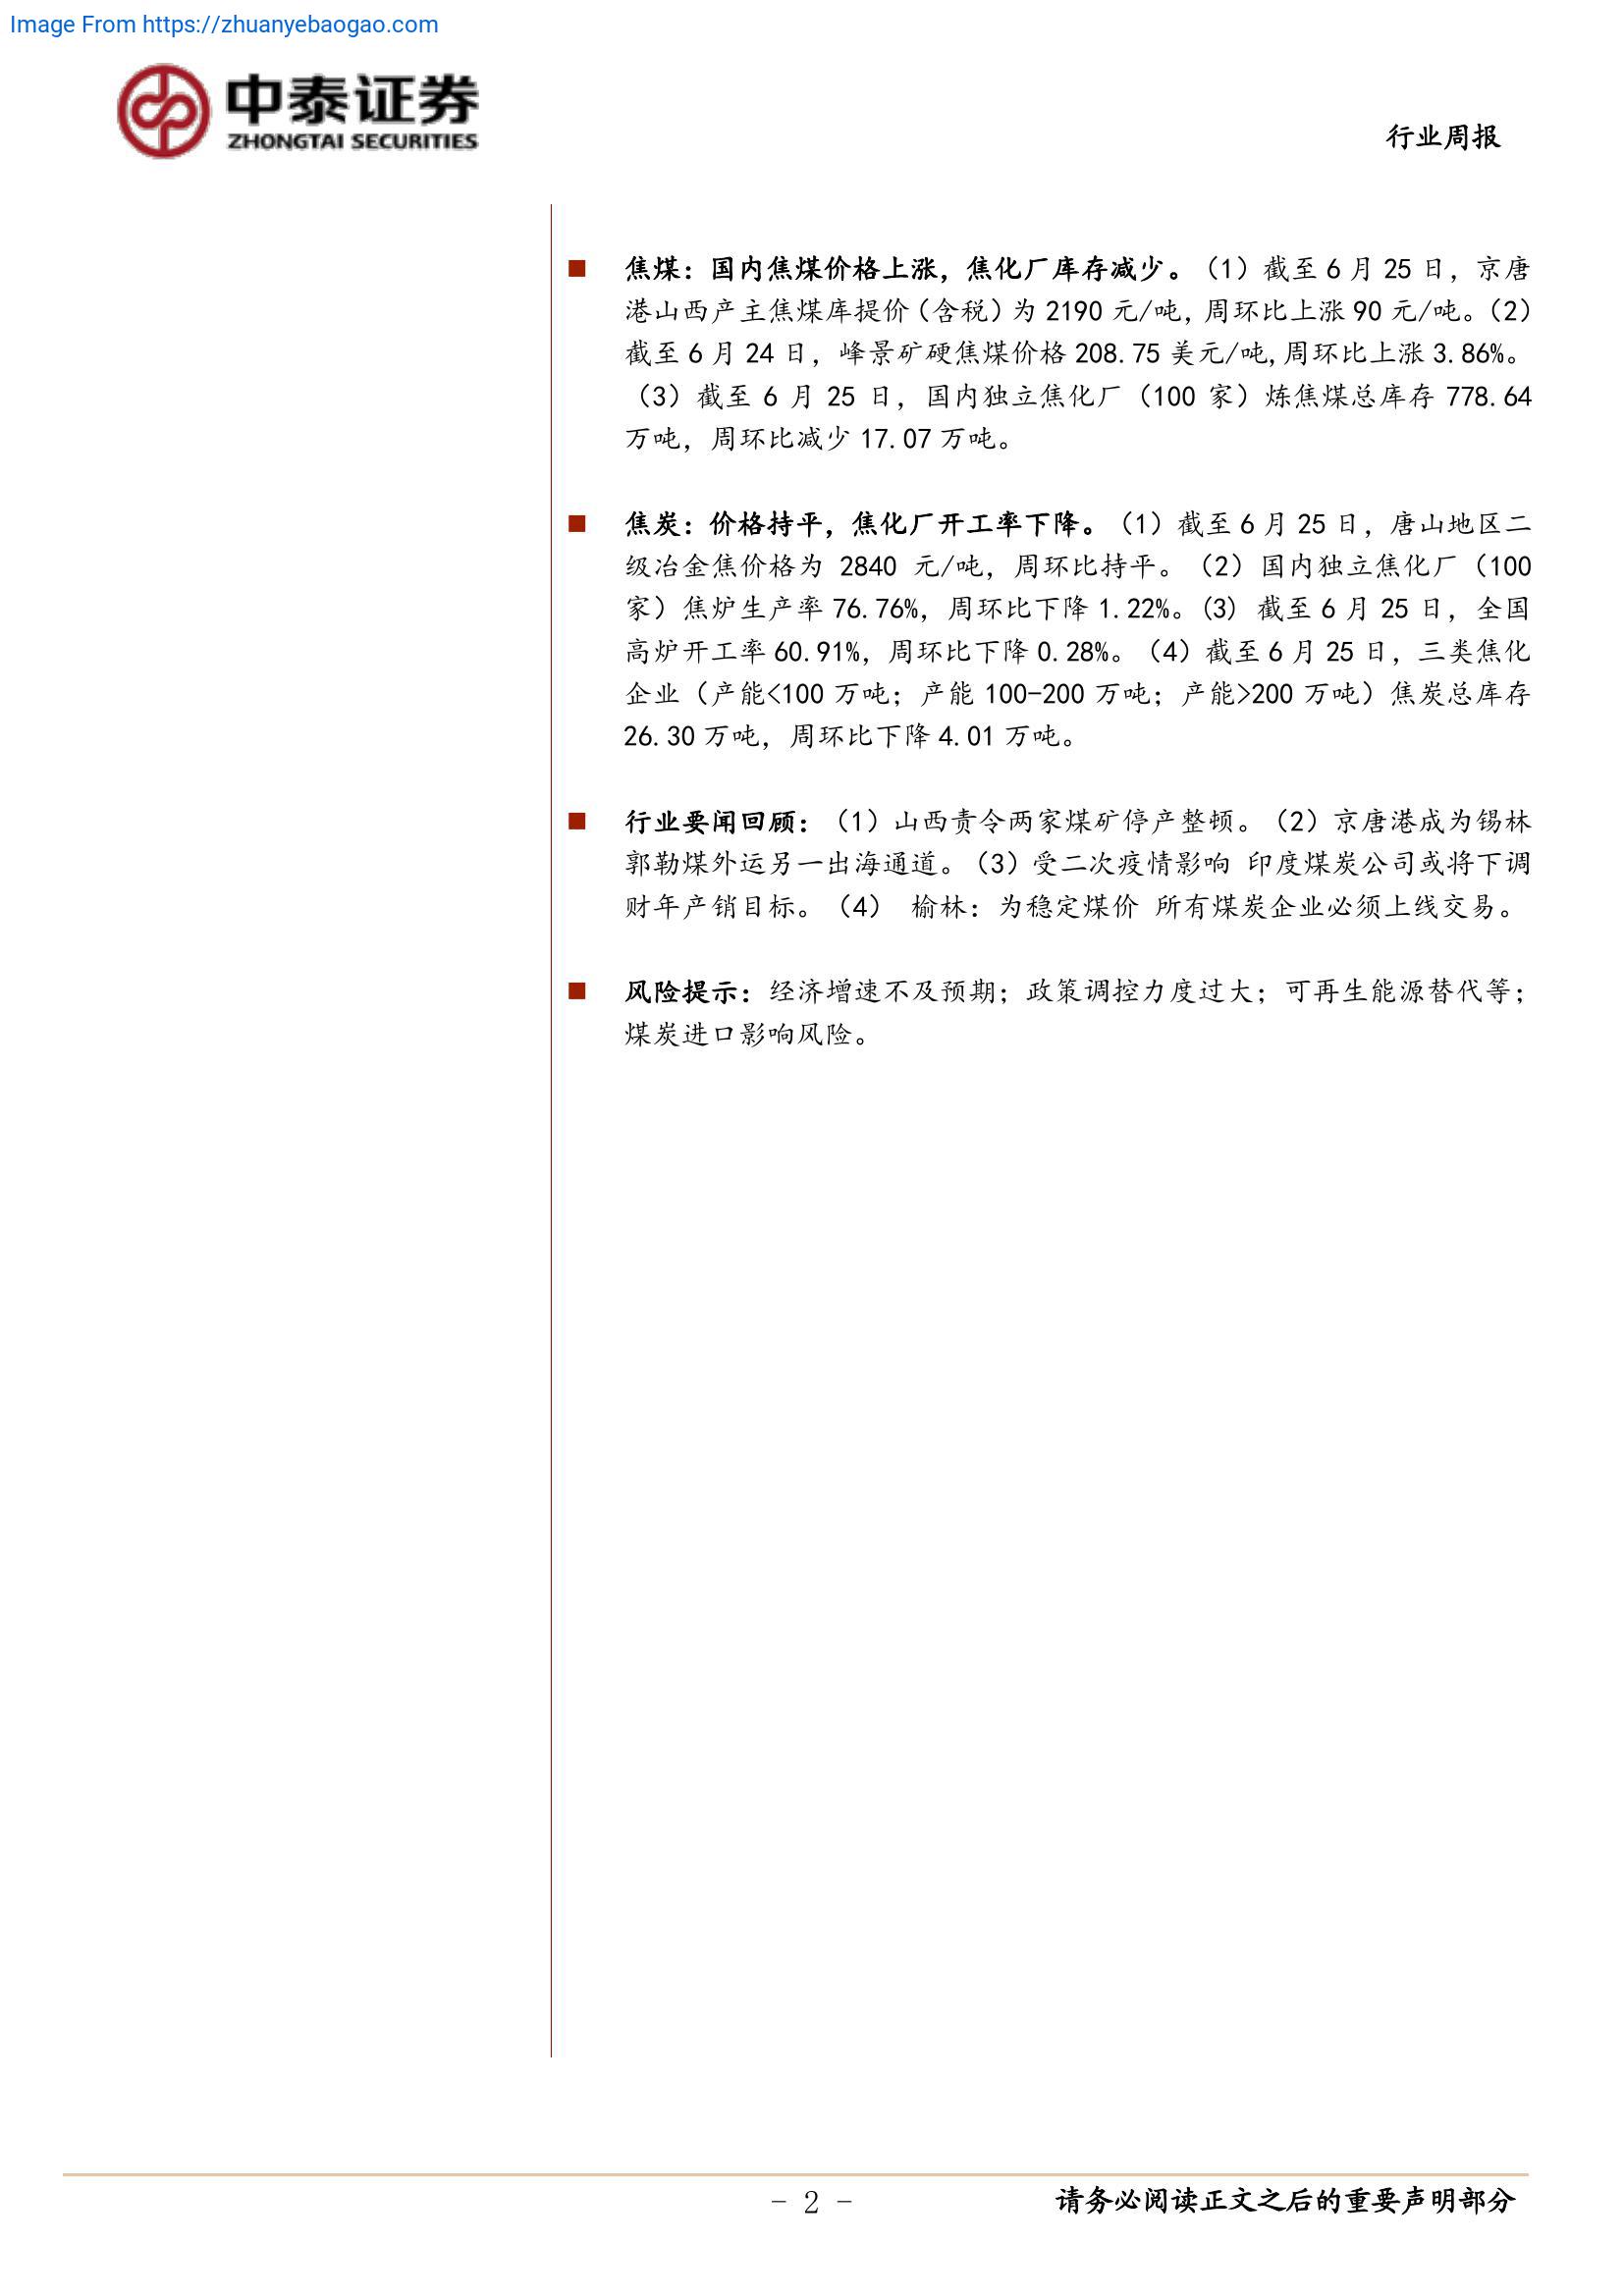 Image From https://zhuanyebaogao.com
中泰证券
ZHONGTAI SECURITIES
行业周报
■ 焦煤：国内焦煤价格上涨，焦化厂库存减少。（1）截至 6 月 25 日，京唐
港山西产主焦煤库提价（含税）为 2190 元/吨，周环比上涨 90 元/吨。（2）
截至 6 月 24 日，峰景矿硬焦煤价格 208.75 美元/吨,周环比上涨 3.86%。
（3）截至 6 月 25 日，国内独立焦化厂（100 家）炼焦煤总库存 778.64
万吨，周环比减少 17.07 万吨。
■ 焦炭：价格持平，焦化厂开工率下降。（1）截至 6 月 25 日，唐山地区二
级冶金焦价格为 2840 元/吨，周环比持平。（2）国内独立焦化厂（100
家）焦炉生产率 76.76%，周环比下降 1.22%。(3) 截至 6 月 25 日，全国
高炉开工率 60.91%，周环比下降 0.28%。（4）截至 6 月 25 日，三类焦化
企业（产能<100 万吨；产能 100-200 万吨；产能>200 万吨）焦炭总库存
26.30 万吨，周环比下降 4.01 万吨。
■ 行业要闻回顾：（1）山西责令两家煤矿停产整顿。（2）京唐港成为锡林
郭勒煤外运另一出海通道。（3）受二次疫情影响 印度煤炭公司或将下调
财年产销目标。（4） 榆林：为稳定煤价 所有煤炭企业必须上线交易。
■ 风险提示：经济增速不及预期；政策调控力度过大；可再生能源替代等；
煤炭进口影响风险。
- 2 -
请务必阅读正文之后的重要声明部分